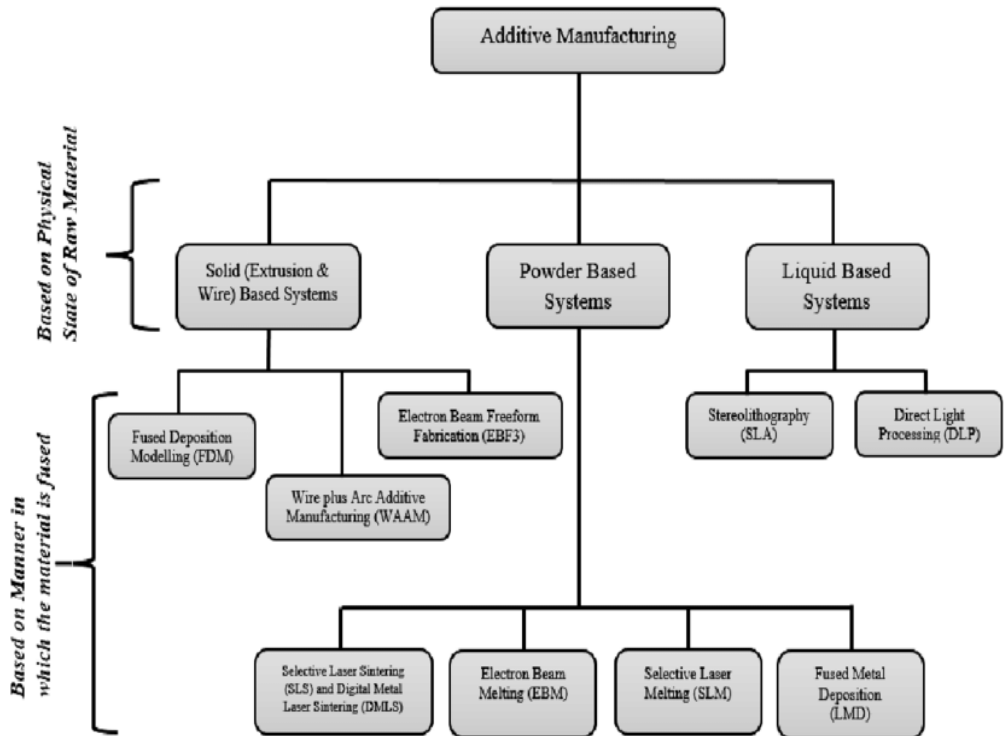 Additive Manufacturing
Based on Physical
State of Raw Material
Solid (Extrusion &
Wire) Based Systems
Powder Based
Systems
Liquid Based
Systems
Based on Manner in
which the material is fused
Fused Deposition
Modelling (FDM)
Wire plus Arc Additive
Manufacturing (WAAM)
Electron Beam Freeform
Fabrication (EBF3)
Stereolithography
(SLA)
Direct Light
Processing (DLP)
Selective Laser Sintering
(SLS) and Digital Metal
Laser Sintering (DMLS)
Electron Beam
Melting (EBM)
Selective Laser
Melting (SLM)
Fused Metal
Deposition
(LMD)